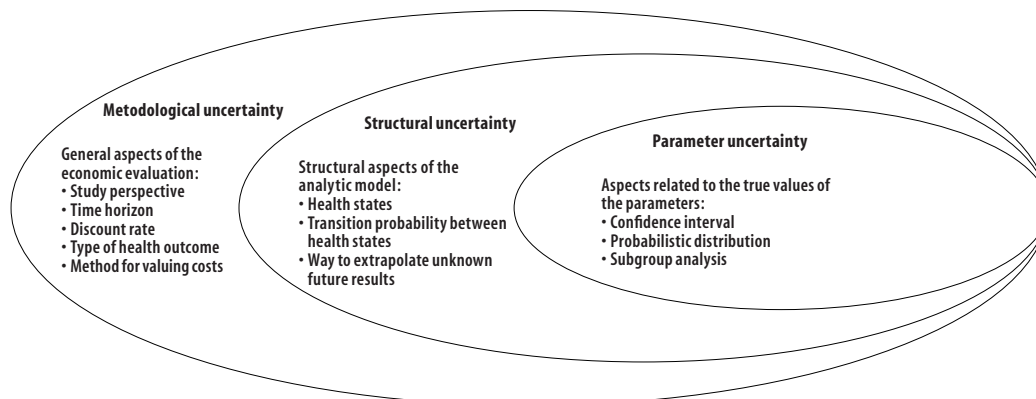 Metodological uncertainty
General aspects of the
economic evaluation:
• Study perspective
• Time horizon
• Discount rate
• Type of health outcome
• Method for valuing costs
Structural uncertainty
Structural aspects of the
analytic model:
• Health states
• Transition probability between
health states
• Way to extrapolate unknown
future results
Parameter uncertainty
Aspects related to the true values of
the parameters:
• Confidence interval
• Probabilistic distribution
• Subgroup analysis